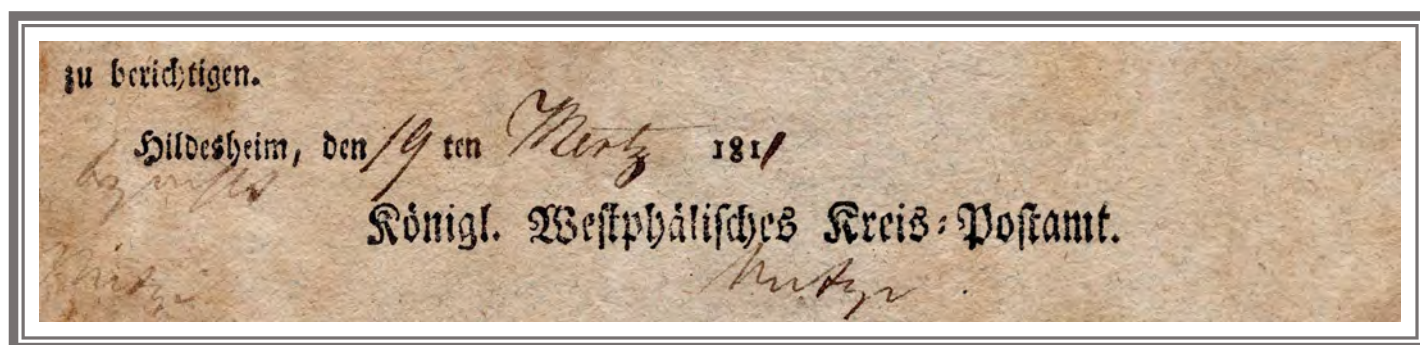 zu berichtigen.
Hildesheim, den 19 ten Mertz 1811
Königl. Westphälisches Kreis-Postamt.